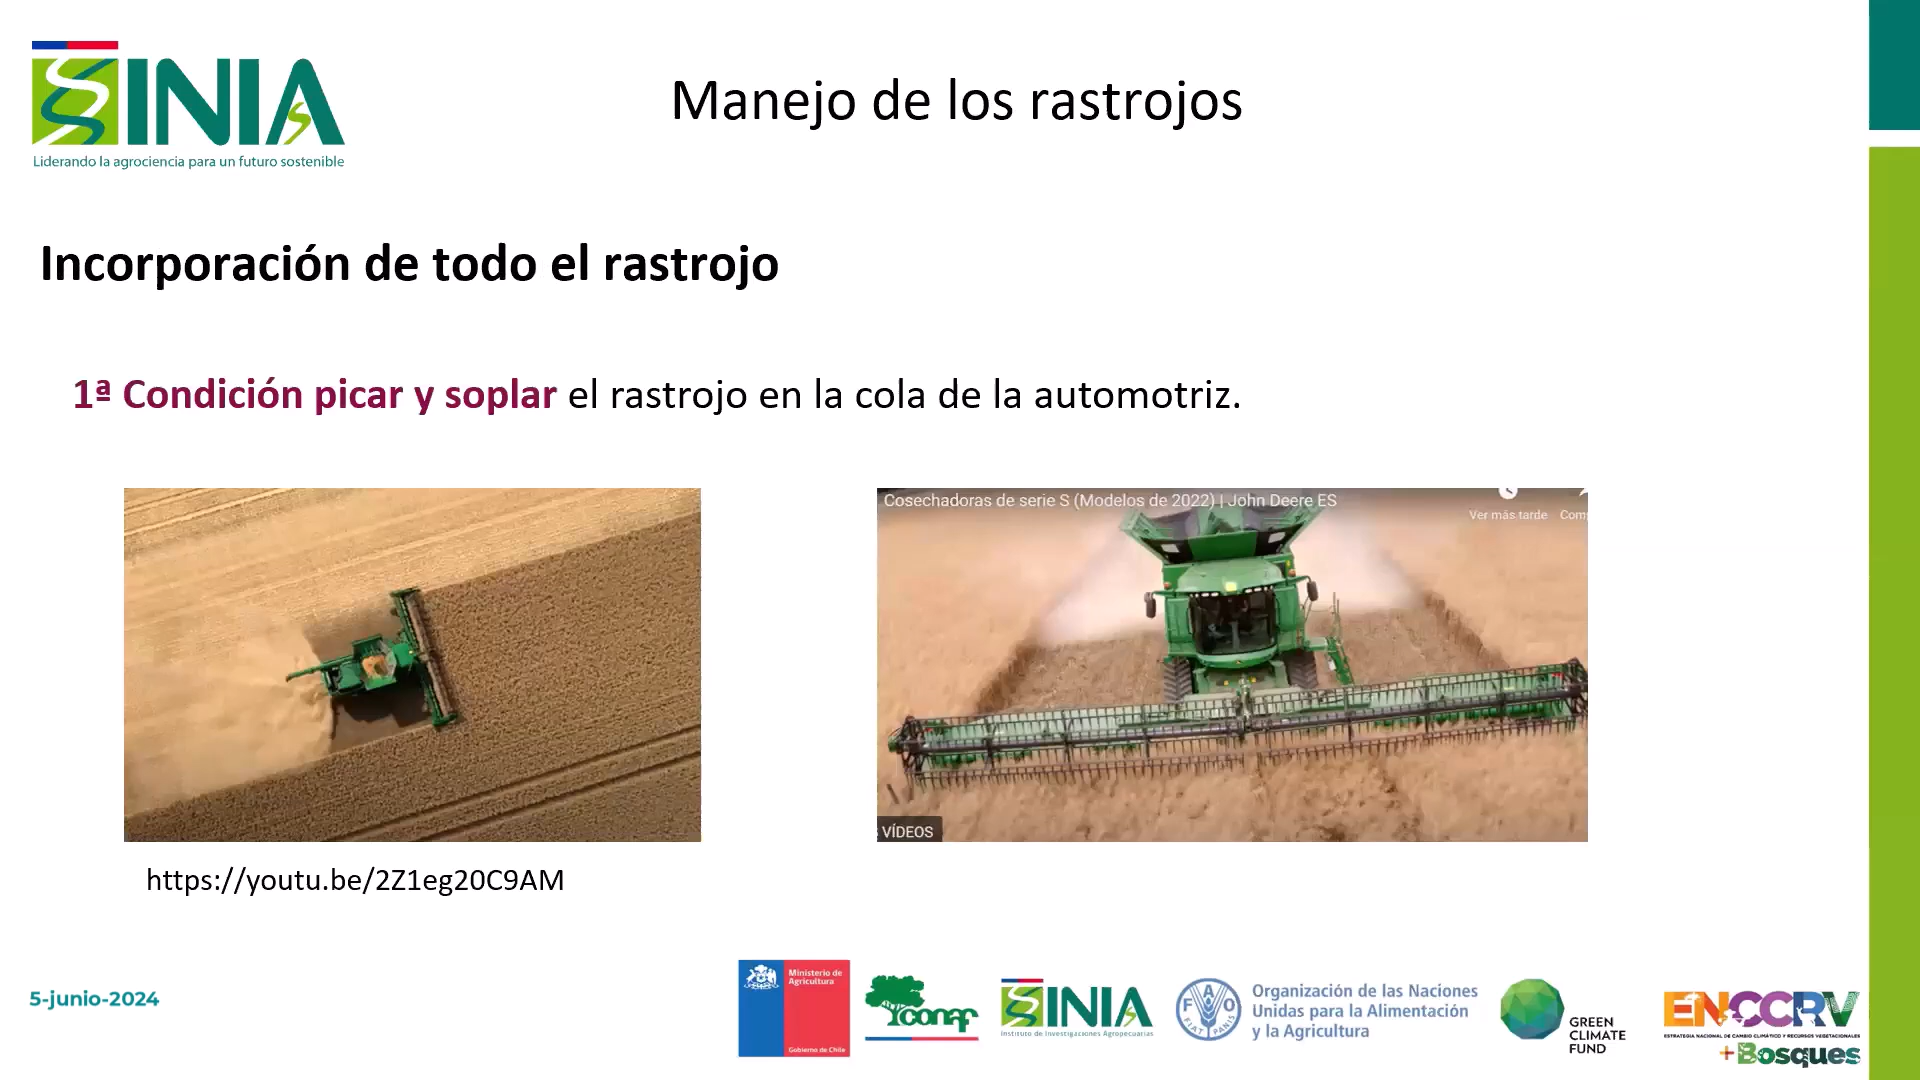 INIA
Liderando la agrociencia para un futuro sostenible
Manejo de los rastrojos
Incorporación de todo el rastrojo
1ª Condición picar y soplar el rastrojo en la cola de la automotriz.
Cosechadoras de serie S (Modelos de 2022) | John Deere ES
Ver más tarde Com
VÍDEOS
https://youtu.be/2Z1eg20C9AM
5-junio-2024
Ministerio de
Agricultura
Gobierno de Chile
conaf
INIA
Instituto de Investigaciones Agropecuarias
FAO
FIAT PANIS
Organización de las Naciones
Unidas para la Alimentación
y la Agricultura
GREEN
CLIMATE
FUND
ENCCRV
ESTRATEGIA NACIONAL DE CAMBIO CLIMÁTICO Y RECURSOS VEGETACIONALES
+Bosques